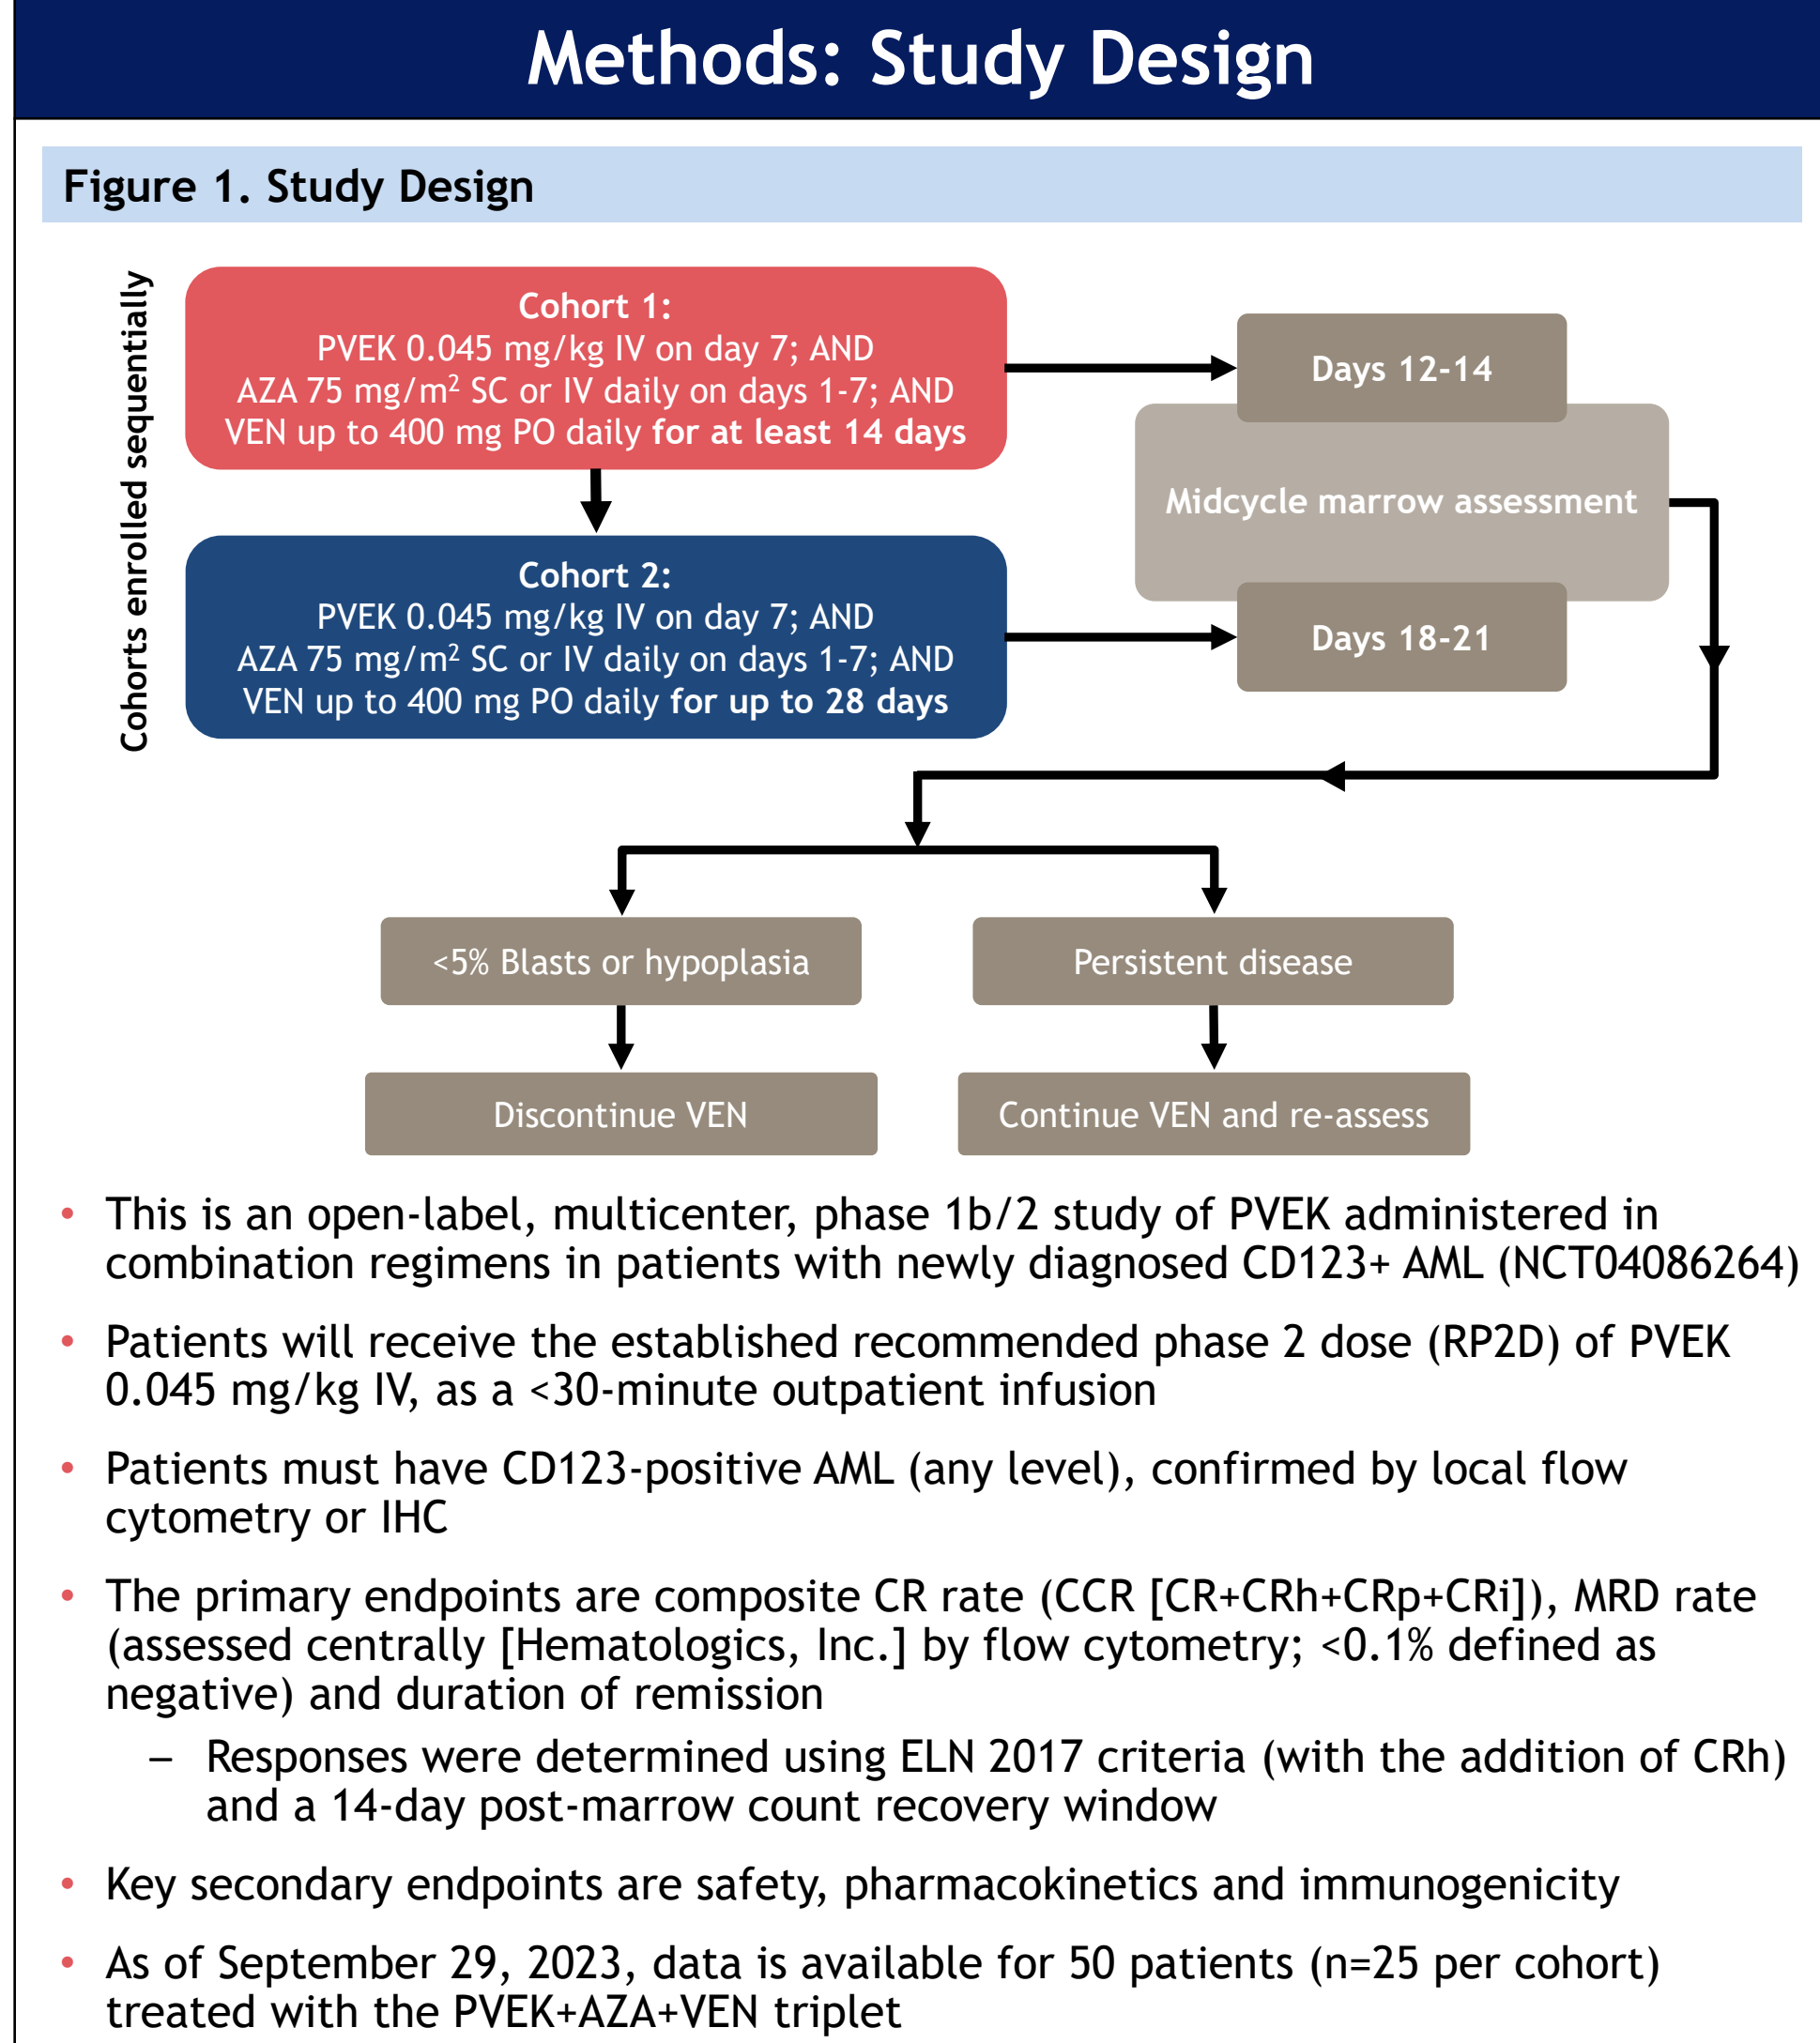 Methods: Study Design
Figure 1. Study Design
Cohorts enrolled sequentially
Cohort 1:
PVEK 0.045 mg/kg IV on day 7; AND
AZA 75 mg/m² SC or IV daily on days 1-7; AND
VEN up to 400 mg PO daily for at least 14 days
Days 12-14
Midcycle marrow assessment
Cohort 2:
PVEK 0.045 mg/kg IV on day 7; AND
AZA 75 mg/m² SC or IV daily on days 1-7; AND
VEN up to 400 mg PO daily for up to 28 days
Days 18-21
<5% Blasts or hypoplasia
Persistent disease
Discontinue VEN
Continue VEN and re-assess
• This is an open-label, multicenter, phase 1b/2 study of PVEK administered in
combination regimens in patients with newly diagnosed CD123+ AML (NCT04086264)
• Patients will receive the established recommended phase 2 dose (RP2D) of PVEK
0.045 mg/kg IV, as a <30-minute outpatient infusion
• Patients must have CD123-positive AML (any level), confirmed by local flow
cytometry or IHC
• The primary endpoints are composite CR rate (CCR [CR+CRh+CRp+CRi]), MRD rate
(assessed centrally [Hematologics, Inc.] by flow cytometry; <0.1% defined as
negative) and duration of remission
– Responses were determined using ELN 2017 criteria (with the addition of CRh)
and a 14-day post-marrow count recovery window
• Key secondary endpoints are safety, pharmacokinetics and immunogenicity
• As of September 29, 2023, data is available for 50 patients (n=25 per cohort)
treated with the PVEK+AZA+VEN triplet